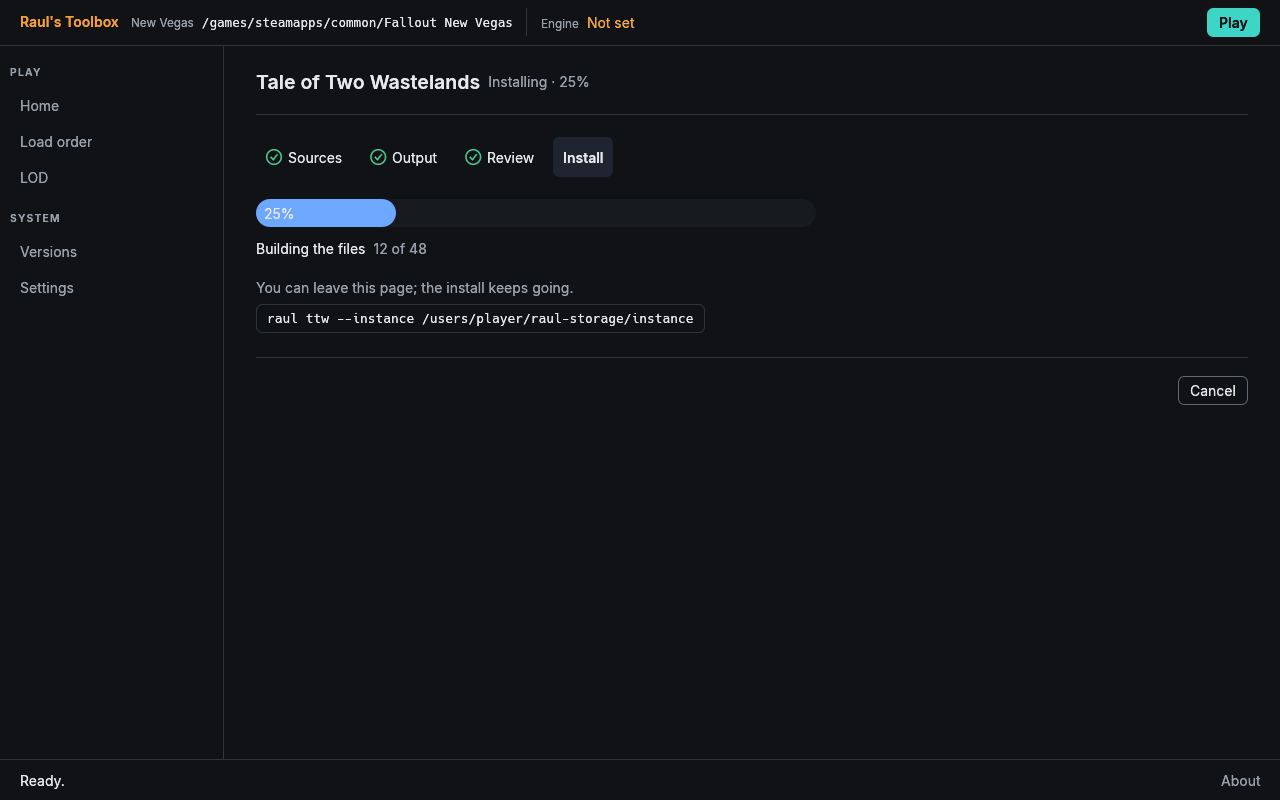 Raul's Toolbox New Vegas /games/steamapps/common/Fallout New Vegas Engine Not set Play
PLAY
Home
Load order
LOD
SYSTEM
Versions
Settings
Tale of Two Wastelands Installing · 25%
Sources Output Review Install
25%
Building the files 12 of 48
You can leave this page; the install keeps going.
raul ttw --instance /users/player/raul-storage/instance
Cancel
Ready. About